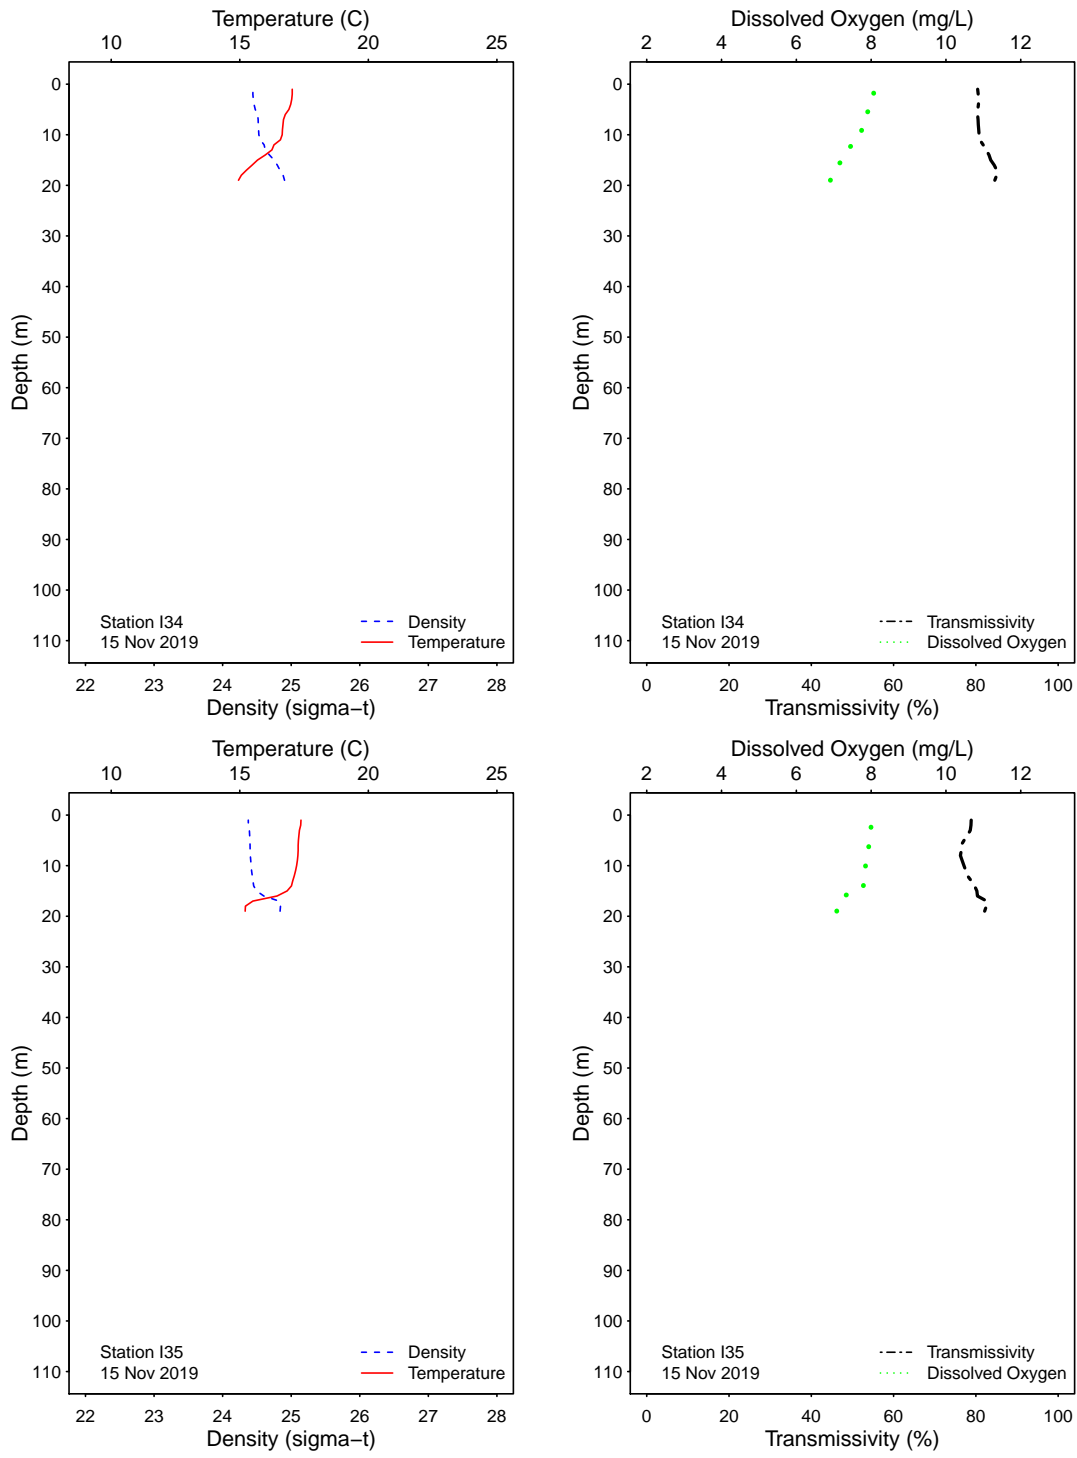 Temperature (C)
10 15 20 25
0
10
20
30
40
50
60
70
80
90
100
110
Depth (m)
Station I34
15 Nov 2019
Density
Temperature
22 23 24 25 26 27 28
Density (sigma−t)
Dissolved Oxygen (mg/L)
2 4 6 8 10 12
0
10
20
30
40
50
60
70
80
90
100
110
Depth (m)
Station I34
15 Nov 2019
Transmissivity
Dissolved Oxygen
0 20 40 60 80 100
Transmissivity (%)
Temperature (C)
10 15 20 25
0
10
20
30
40
50
60
70
80
90
100
110
Depth (m)
Station I35
15 Nov 2019
Density
Temperature
22 23 24 25 26 27 28
Density (sigma−t)
Dissolved Oxygen (mg/L)
2 4 6 8 10 12
0
10
20
30
40
50
60
70
80
90
100
110
Depth (m)
Station I35
15 Nov 2019
Transmissivity
Dissolved Oxygen
0 20 40 60 80 100
Transmissivity (%)